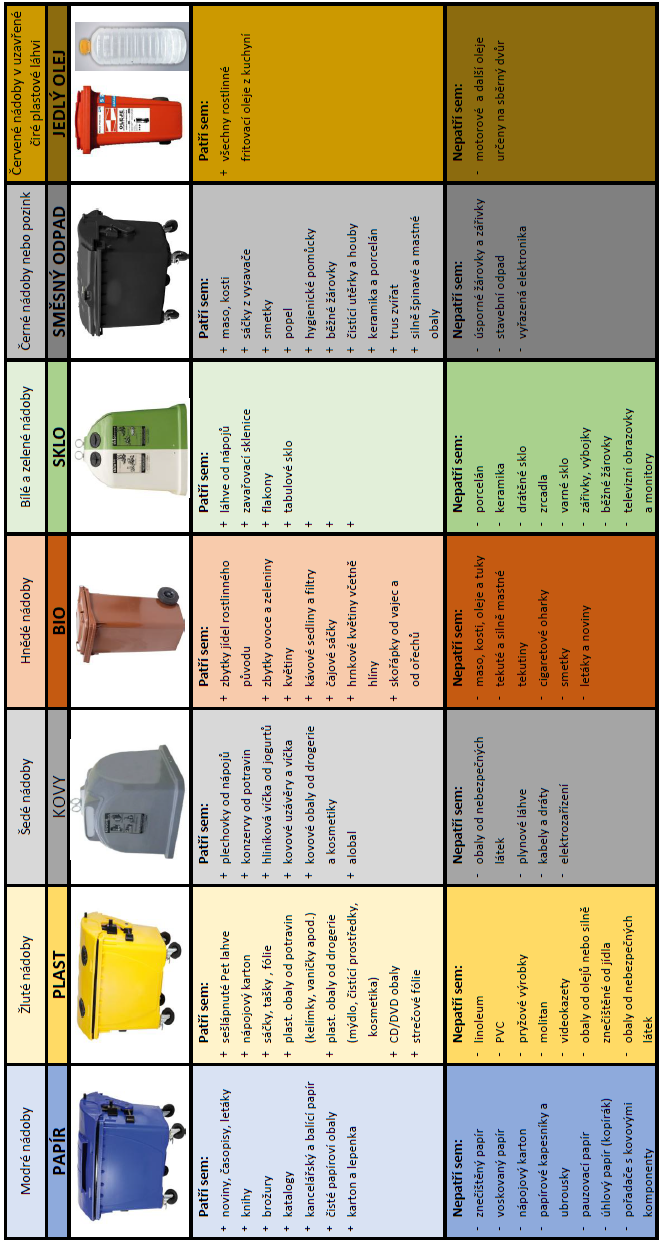 Modré nádoby
PAPÍR
Patří sem:
+ noviny, časopisy, letáky
+ knihy
+ brožury
+ katalogy
+ kancelářský a balící papír
+ čisté papíroví obaly
+ karton a lepenka
Nepatří sem:
- znečištěný papír
- voskovaný papír
- nápojový karton
- papírové kapesníky a
ubrousky
- pauzovací papír
- úhlový papír (kopírák)
- pořadače s kovovými
komponenty
Žluté nádoby
PLAST
Patří sem:
+ sešlápnuté Pet lahve
+ nápojový karton
+ sáčky, tašky , fólie
+ plast. obaly od potravin
(kelímky, vaničky apod.)
+ plast. obaly od drogerie
(mýdlo, čistící prostředky,
kosmetika)
+ CD/DVD obaly
+ strečové fólie
Nepatří sem:
- linoleum
- PVC
- pryžové výrobky
- molitan
- videokazety
- obaly od olejů nebo silně
znečištěné od jídla
- obaly od nebezpečných
látek
Šedé nádoby
KOVY
Patří sem:
+ plechovky od nápojů
+ konzervy od potravin
+ hliníková víčka od jogurtů
+ kovové uzávěry a víčka
+ kovové obaly od drogerie
a kosmetiky
+ alobal
Nepatří sem:
- obaly od nebezpečných
látek
- plynové láhve
- kabely a dráty
- elektrozařízení
Hnědé nádoby
BIO
Patří sem:
+ zbytky jídel rostlinného
původu
+ zbytky ovoce a zeleniny
+ květiny
+ kávové sedliny a filtry
+ čajové sáčky
+ hrnkové květiny včetně
hlíny
+ skořápky od vajec a
od ořechů
Nepatří sem:
- maso, kosti, oleje a tuky
- tekuté a silně mastné
tekutiny
- cigaretové oharky
- smetky
- letáky a noviny
Bílé a zelené nádoby
SKLO
Patří sem:
+ láhve od nápojů
+ zavařovací sklenice
+ flakony
+ tabulové sklo
+
+
+
Nepatří sem:
- porcelán
- keramika
- drátěné sklo
- zrcadla
- varné sklo
- zářivky, výbojky
- běžné žárovky
- televizní obrazovky
a monitory
Černé nádoby nebo pozink
SMĚSNÝ ODPAD
Patří sem:
+ maso, kosti
+ sáčky z vysavače
+ smetky
+ popel
+ hygienické pomůcky
+ běžné žárovky
+ čistící utěrky a houby
+ keramika a porcelán
+ trus zvířat
+ silně špinavé a mastné
obaly
Nepatří sem:
- úsporné žárovky a zářivky
- stavební odpad
- vyřazená elektronika
Červené nádoby v uzavřené
čiré plastové láhvi
JEDLÝ OLEJ
Patří sem:
+ všechny rostlinné
fritovací oleje z kuchyní
Nepatří sem:
- motorové a další oleje
určeny na sběrný dvůr